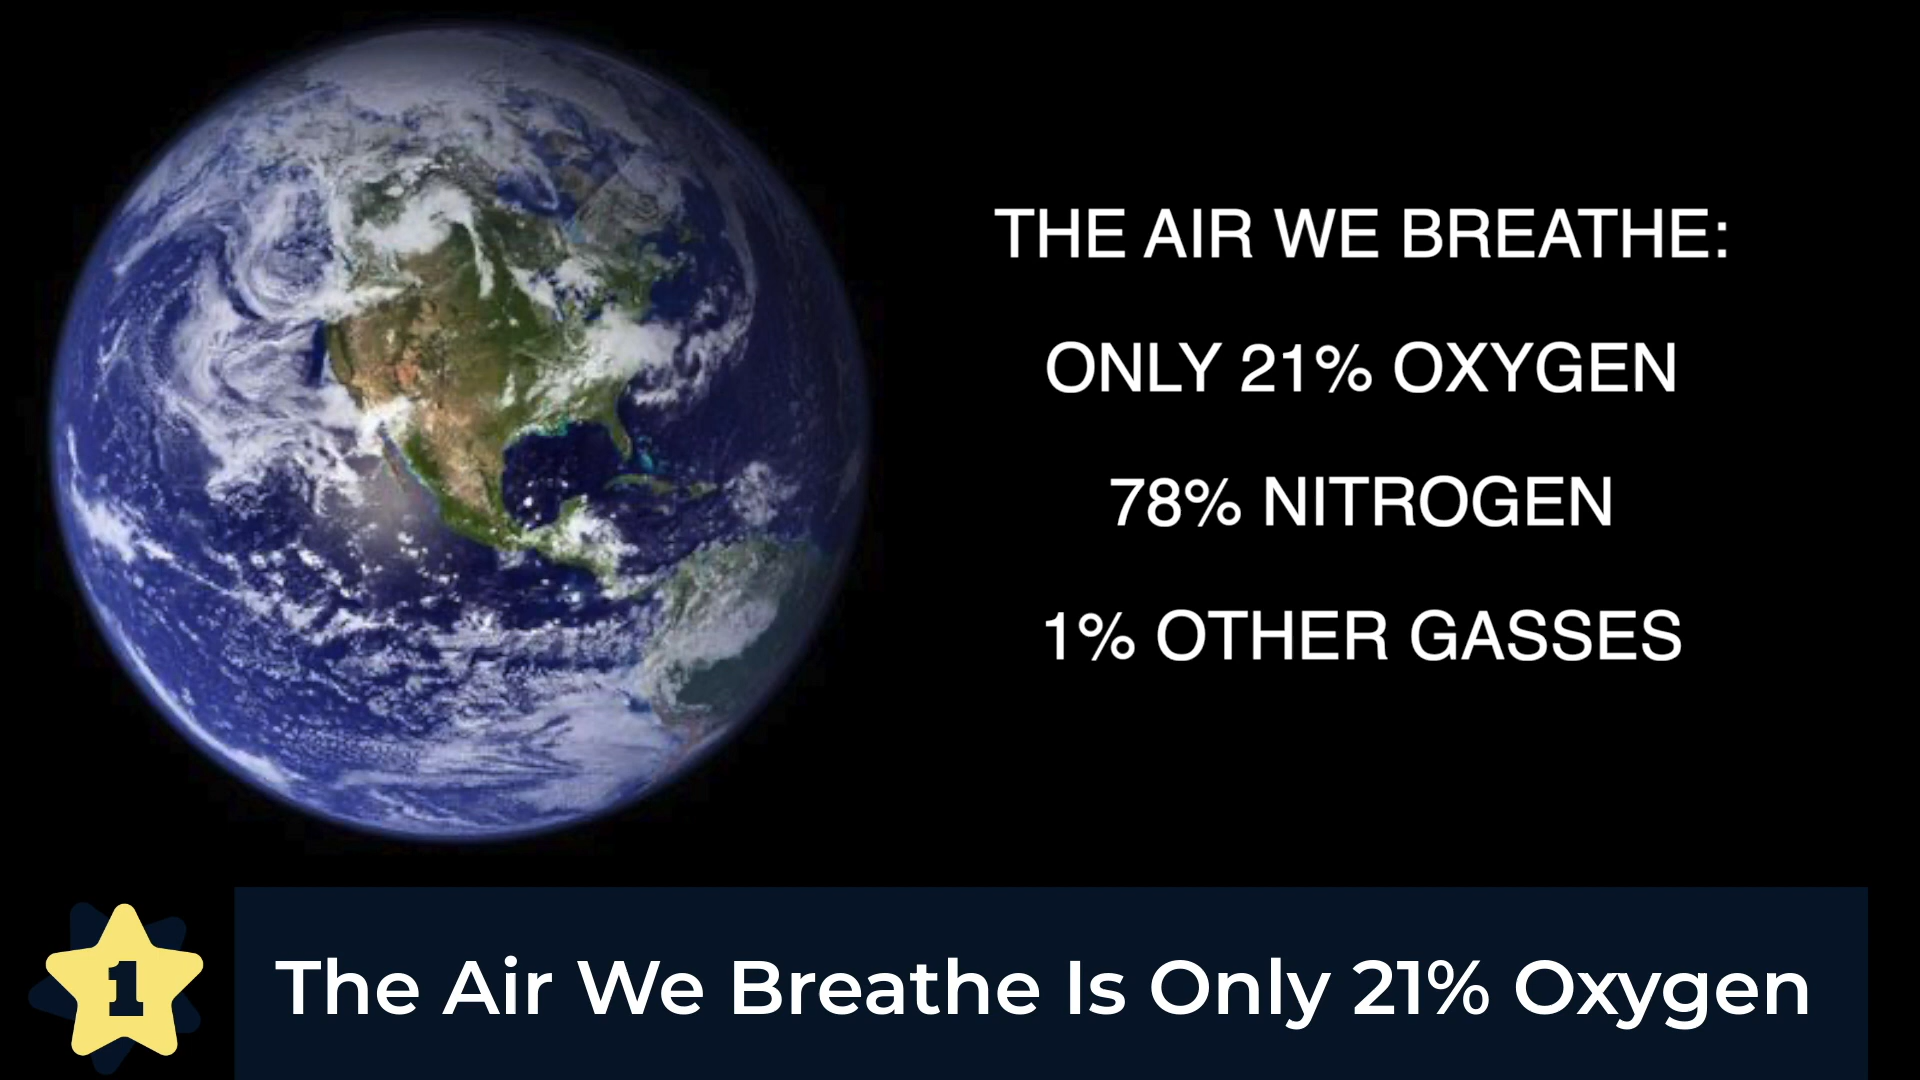 THE AIR WE BREATHE:
ONLY 21% OXYGEN
78% NITROGEN
1% OTHER GASSES
1
The Air We Breathe Is Only 21% Oxygen